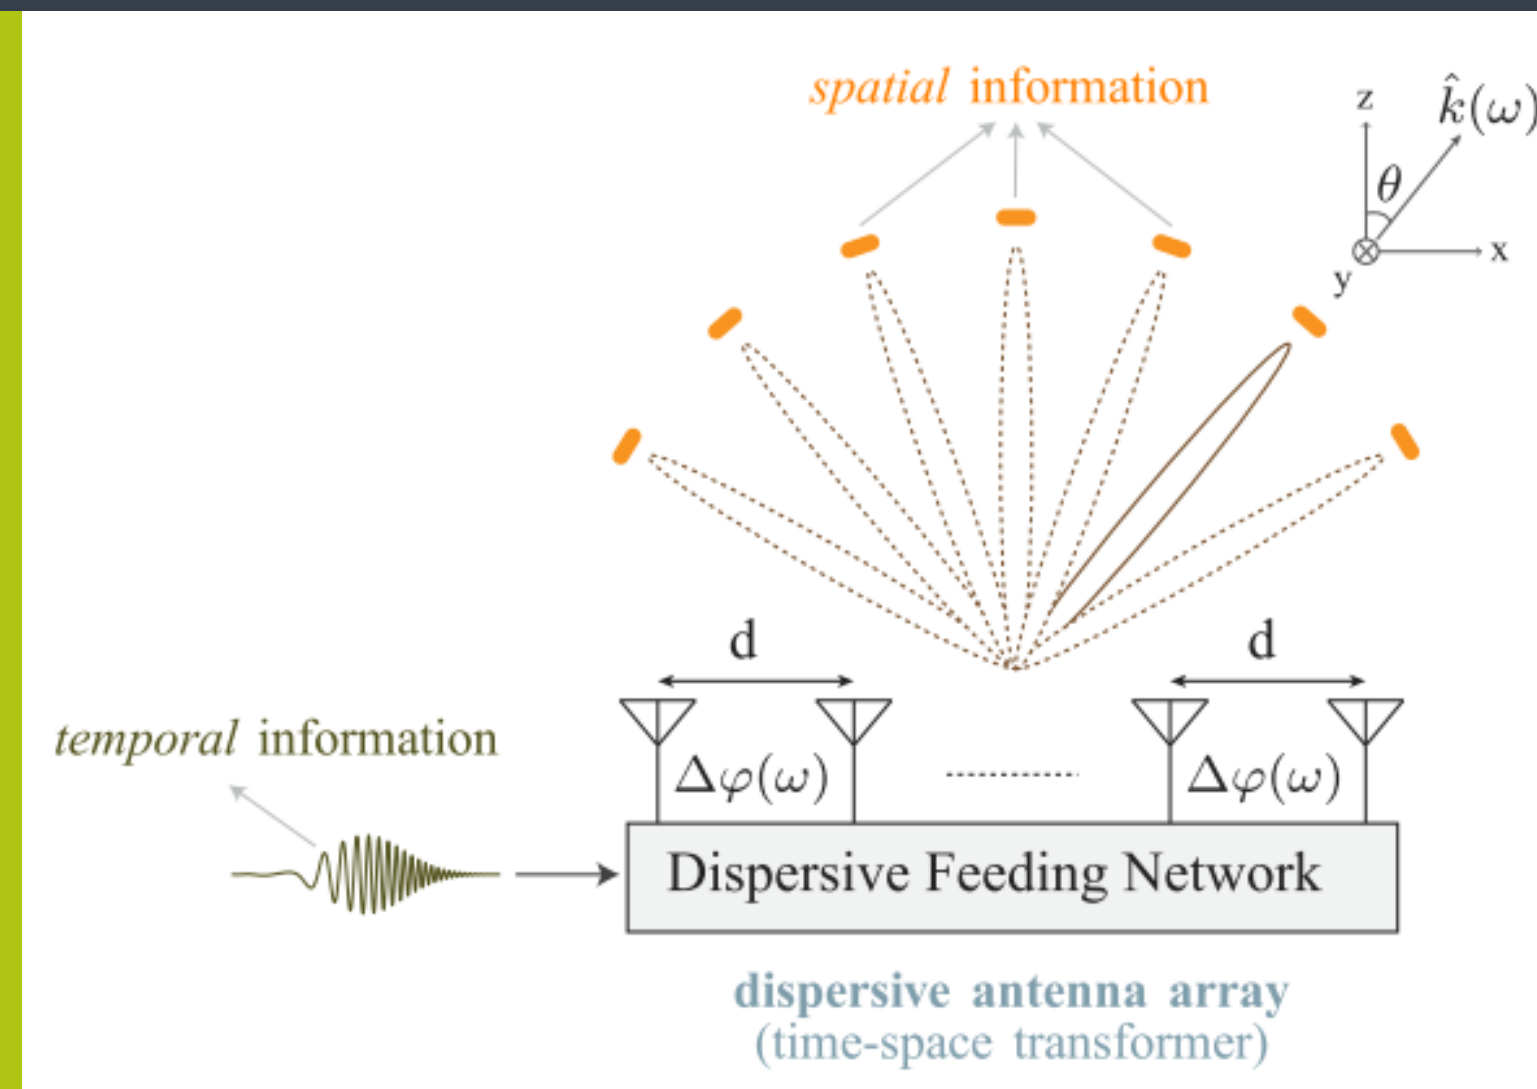 spatial information
z
k̂(ω)
θ
x
y
d
d
temporal information
Δφ(ω)
Δφ(ω)
Dispersive Feeding Network
dispersive antenna array
(time-space transformer)